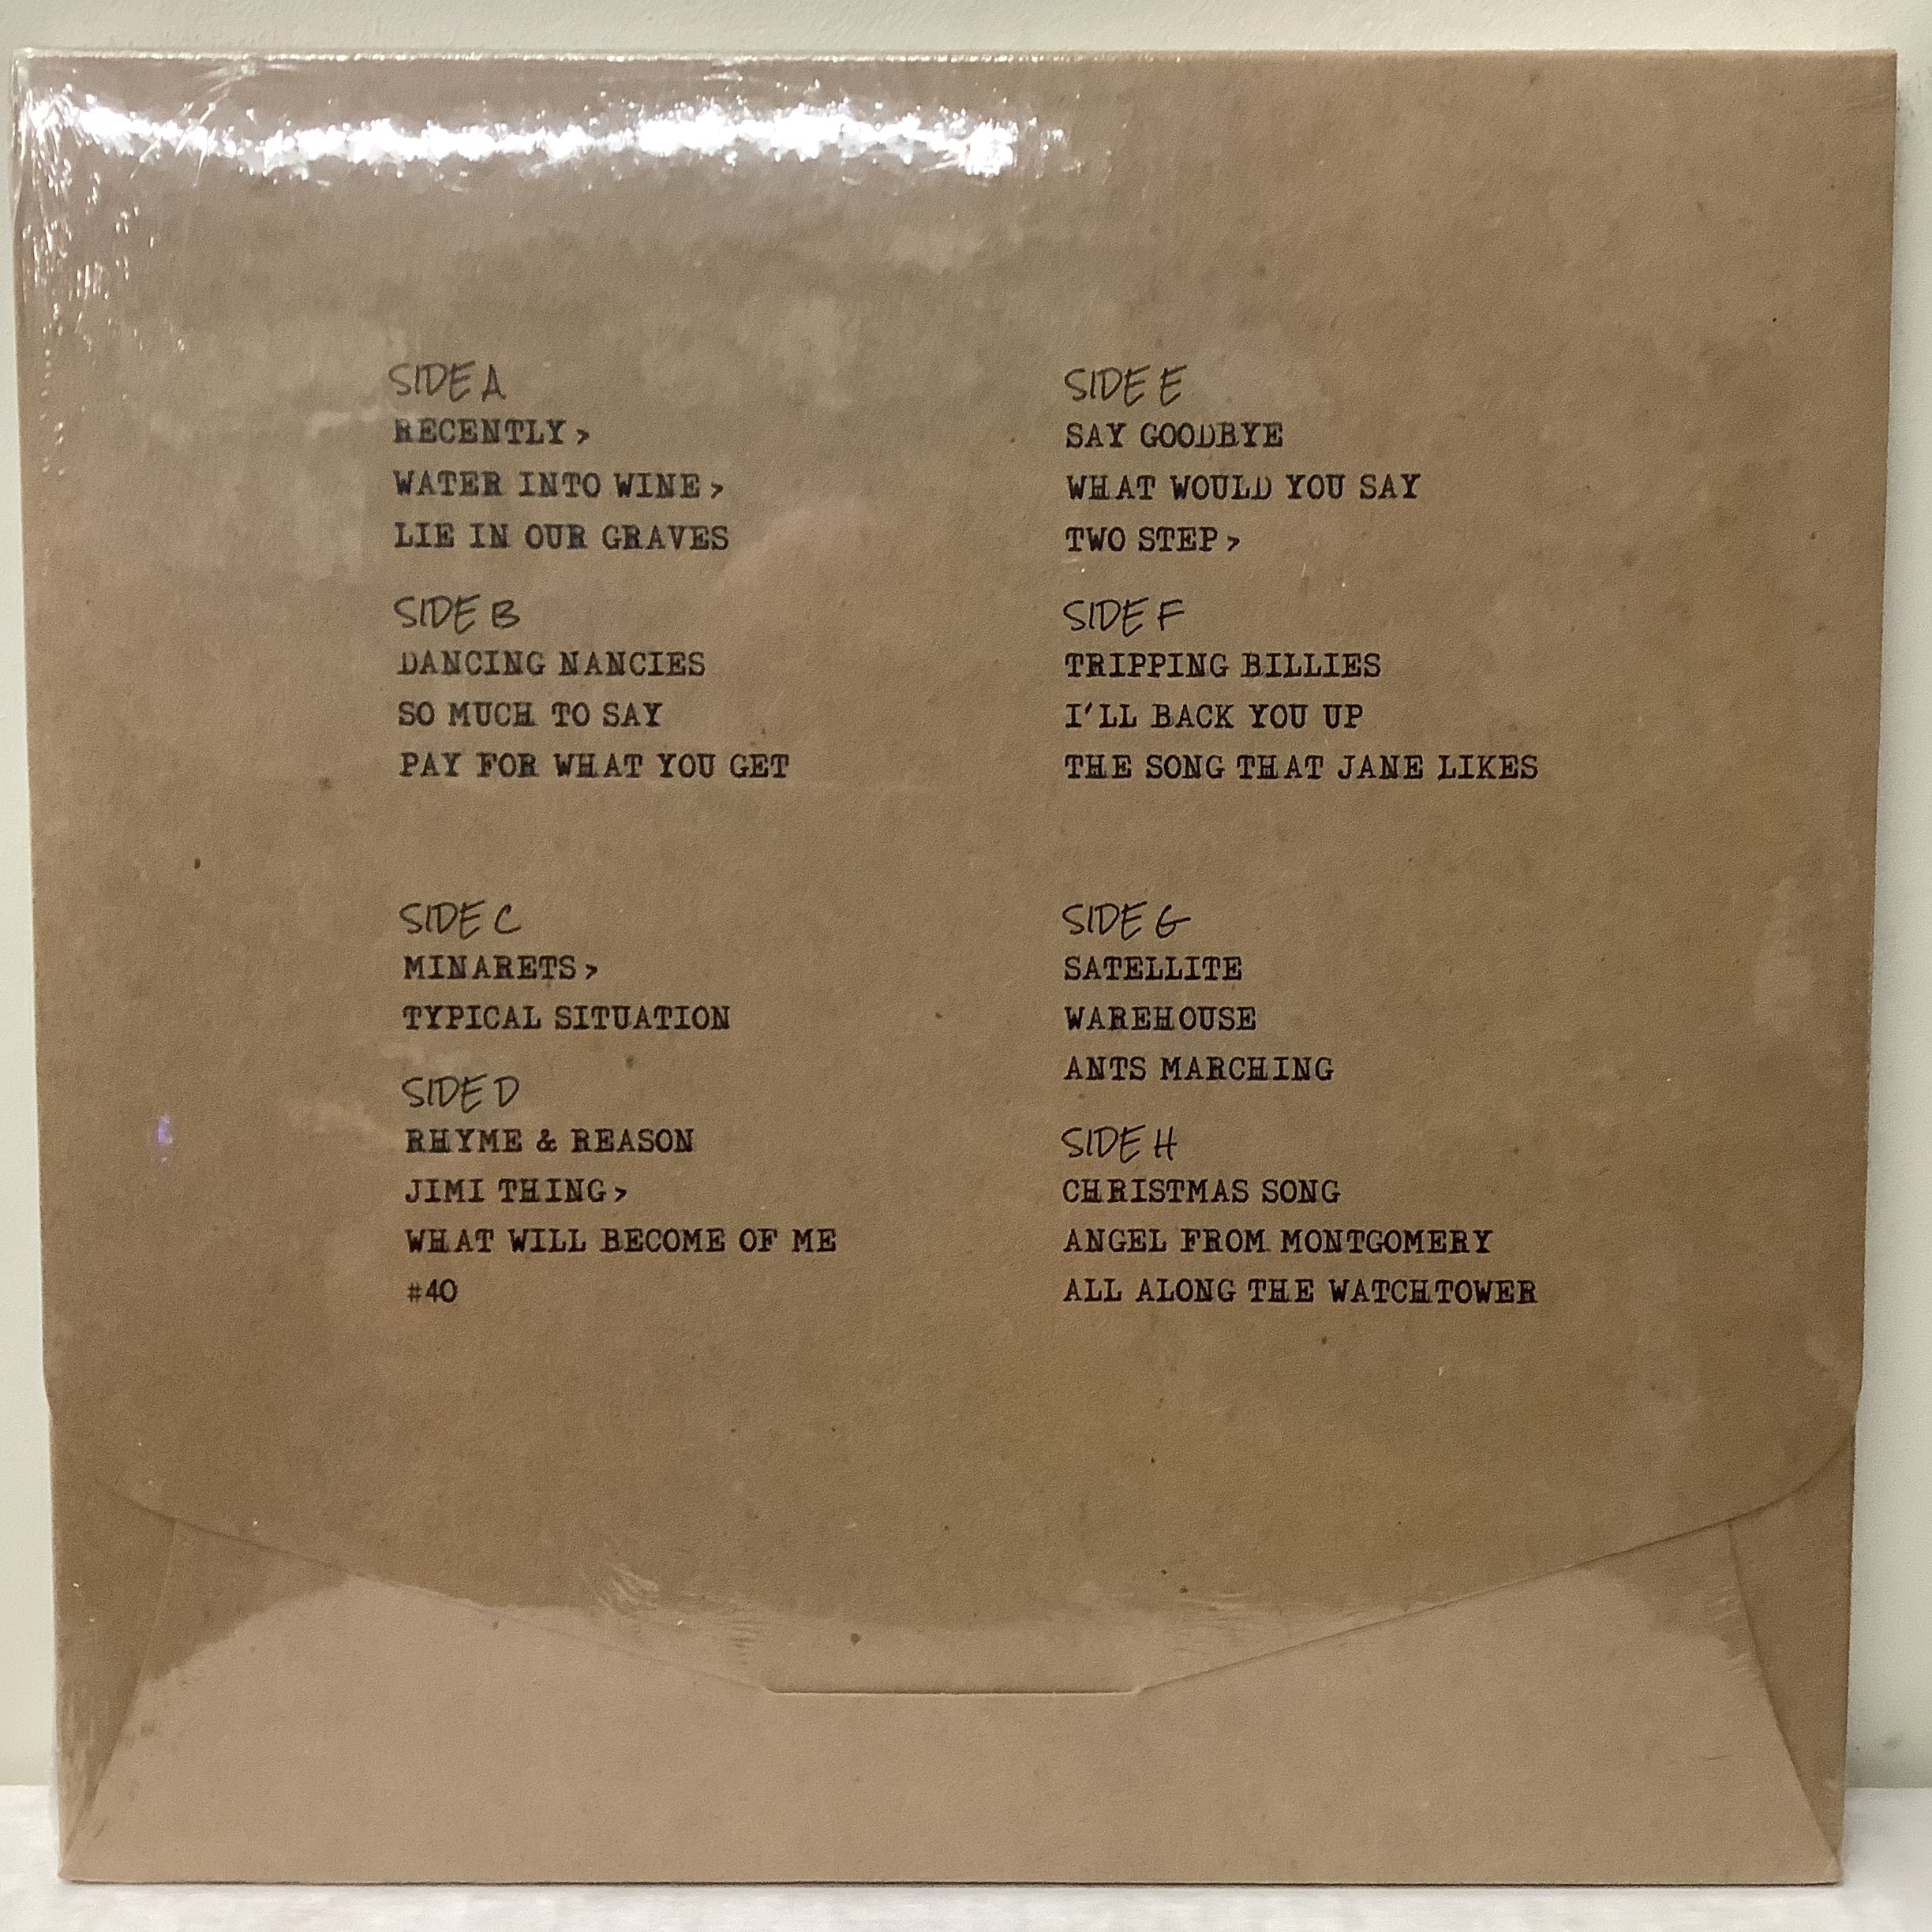 SIDE A
RECENTLY >
WATER INTO WINE >
LIE IN OUR GRAVES
SIDE B
DANCING NANCIES
SO MUCH TO SAY
PAY FOR WHAT YOU GET
SIDE C
MINARETS >
TYPICAL SITUATION
SIDE D
RHYME & REASON
JIMI THING >
WHAT WILL BECOME OF ME
#40
SIDE E
SAY GOODBYE
WHAT WOULD YOU SAY
TWO STEP >
SIDE F
TRIPPING BILLIES
I'LL BACK YOU UP
THE SONG THAT JANE LIKES
SIDE G
SATELLITE
WAREHOUSE
ANTS MARCHING
SIDE H
CHRISTMAS SONG
ANGEL FROM MONTGOMERY
ALL ALONG THE WATCHTOWER